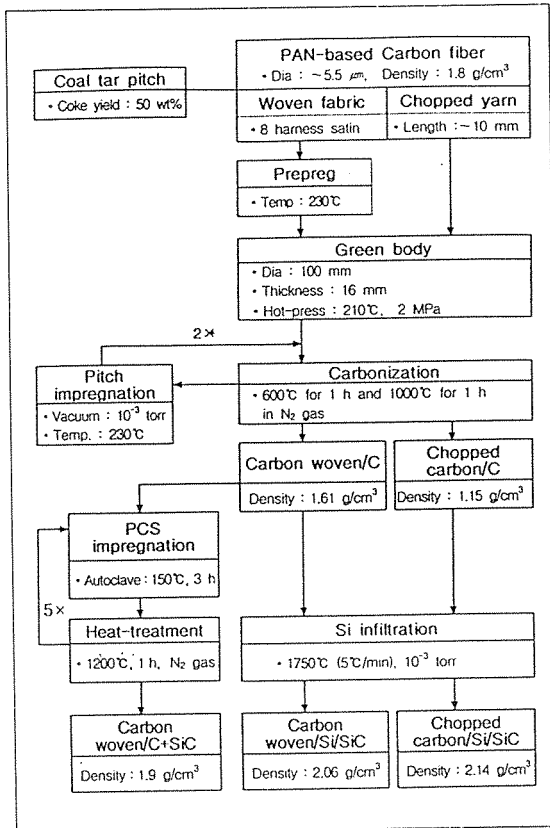 PAN-based Carbon fiber
• Dia : ~5.5 μm, Density : 1.8 g/cm³
Coal tar pitch
• Coke yield : 50 wt%
Woven fabric
• 8 harness satin
Chopped yarn
• Length : ~10 mm
Prepreg
• Temp : 230℃
Green body
• Dia : 100 mm
• Thickness : 16 mm
• Hot-press : 210℃, 2 MPa
2×
Pitch
impregnation
• Vacuum : 10⁻³ torr
• Temp. : 230℃
Carbonization
• 600℃ for 1 h and 1000℃ for 1 h
in N₂ gas
Carbon woven/C
Density : 1.61 g/cm³
Chopped
carbon/C
Density : 1.15 g/cm³
PCS
impregnation
• Autoclave : 150℃, 3 h
5×
Heat-treatment
• 1200℃, 1 h, N₂ gas
Si infiltration
• 1750℃ (5℃/min), 10⁻³ torr
Carbon
woven/C+SiC
Density : 1.9 g/cm³
Carbon
woven/Si/SiC
Density : 2.06 g/cm³
Chopped
carbon/Si/SiC
Density : 2.14 g/cm³